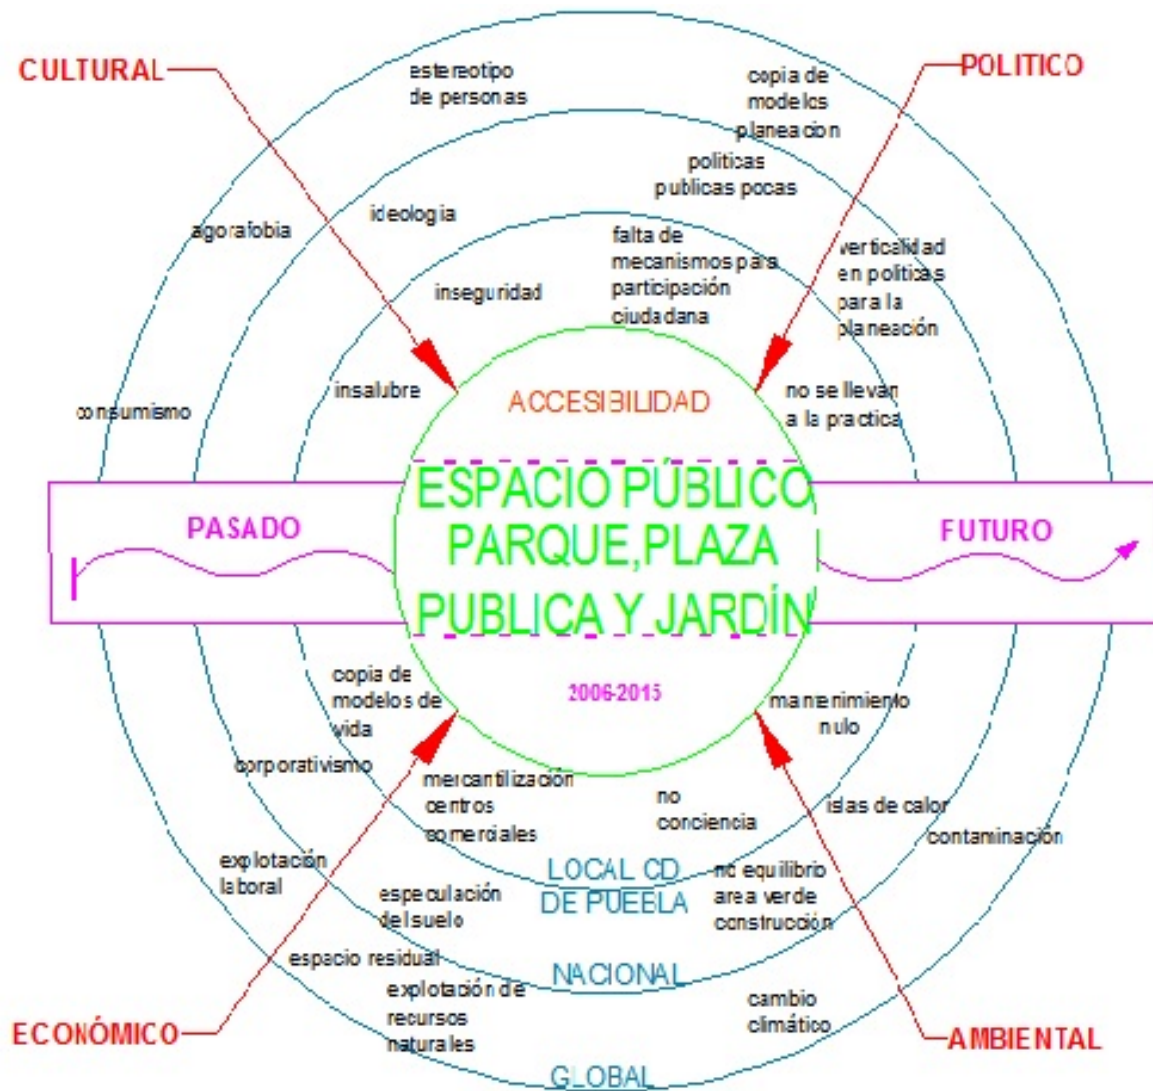 CULTURAL
POLITICO
estereotipo
de personas
copia de
modelos
planeacion
politicas
publicas pocas
ideologia
agorafobia
falta de
mecanismos para
participación
ciudadana
verticalidad
en politicas
para la
planeación
inseguridad
insalubre
consumismo
ACCESIBILIDAD
no se llevan
a la practica
PASADO
ESPACIO PÚBLICO
PARQUE,PLAZA
PUBLICA Y JARDÍN
FUTURO
2006-2015
copia de
modelos de
vida
mantenimiento
nulo
corporativismo
mercantilización
centros
comerciales
no
conciencia
islas de calor
contaminación
explotación
laboral
LOCAL CD
DE PUEBLA
no equilibrio
area verde
construcción
especulación
del suelo
espacio residual
NACIONAL
explotación de
recursos
naturales
cambio
climático
ECONÓMICO
AMBIENTAL
GLOBAL